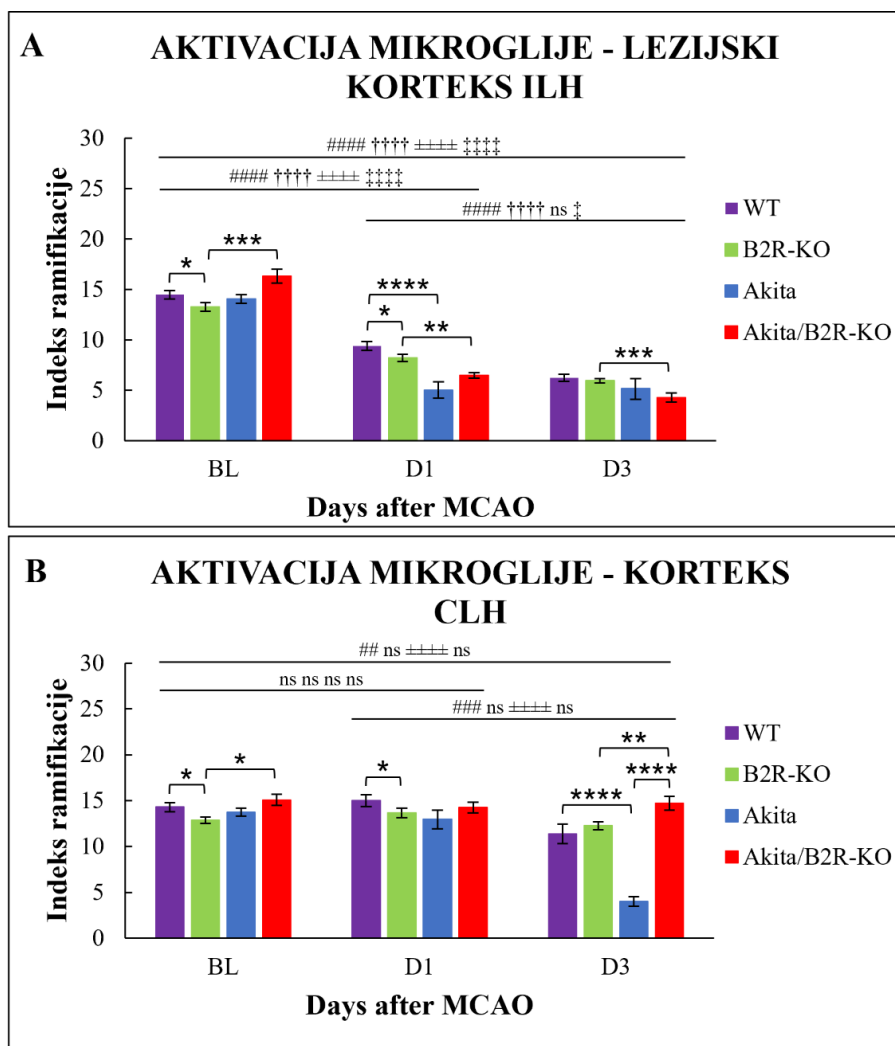 A
AKTIVACIJA MIKROGLIJE - LEZIJSKI
KORTEKS ILH
Indeks ramifikacije
30
25
20
15
10
5
0
#### †††† ±±±± ‡‡‡‡
#### †††† ±±±± ‡‡‡‡
#### †††† ns ‡
* ***
****
* **
***
BL D1 D3
Days after MCAO
WT
B2R-KO
Akita
Akita/B2R-KO
B
AKTIVACIJA MIKROGLIJE - KORTEKS
CLH
Indeks ramifikacije
30
25
20
15
10
5
0
## ns ±±±± ns
ns ns ns ns
### ns ±±±± ns
* *
*
**
**** ****
BL D1 D3
Days after MCAO
WT
B2R-KO
Akita
Akita/B2R-KO